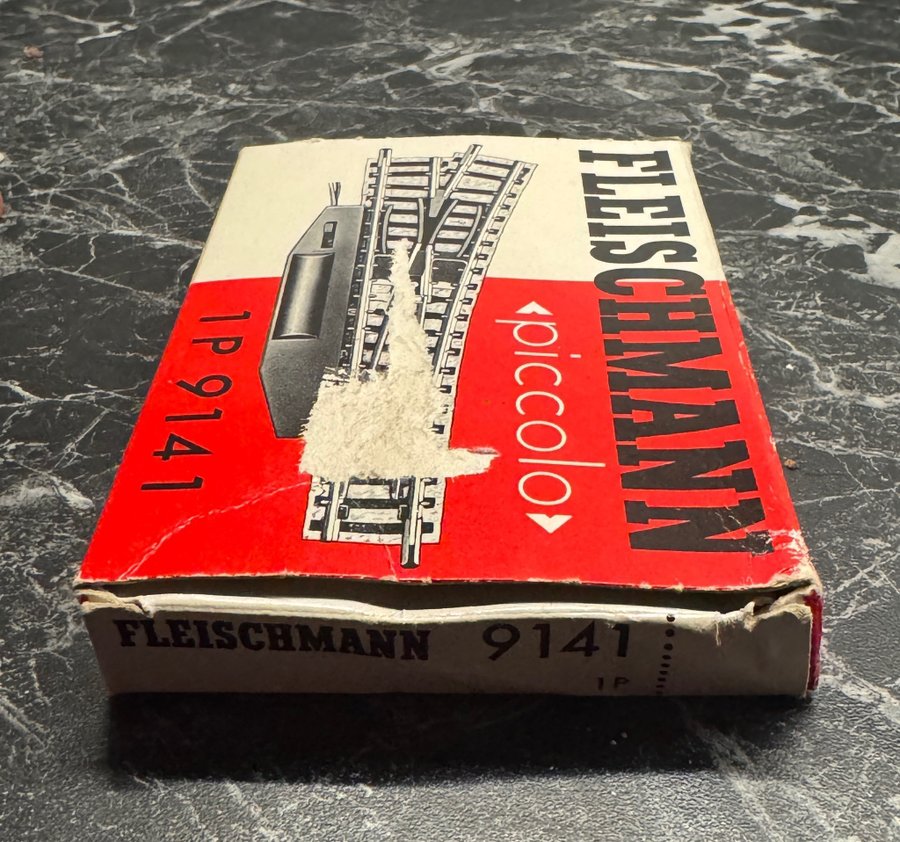 FLEISCHMANN
<piccolo>
1P 9141
FLEISCHMANN 9141
1P